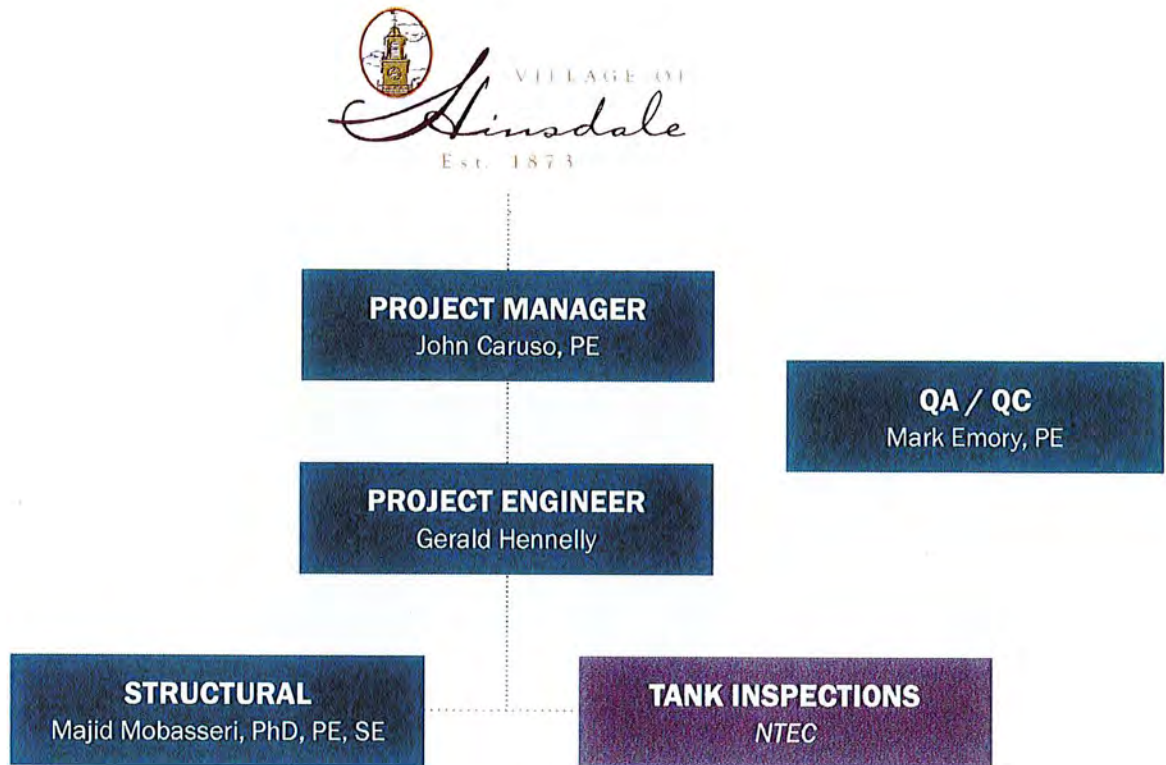 VILLAGE OF
Hinsdale
Est. 1873
PROJECT MANAGER
John Caruso, PE
QA / QC
Mark Emory, PE
PROJECT ENGINEER
Gerald Hennelly
STRUCTURAL
Majid Mobasseri, PhD, PE, SE
TANK INSPECTIONS
NTEC